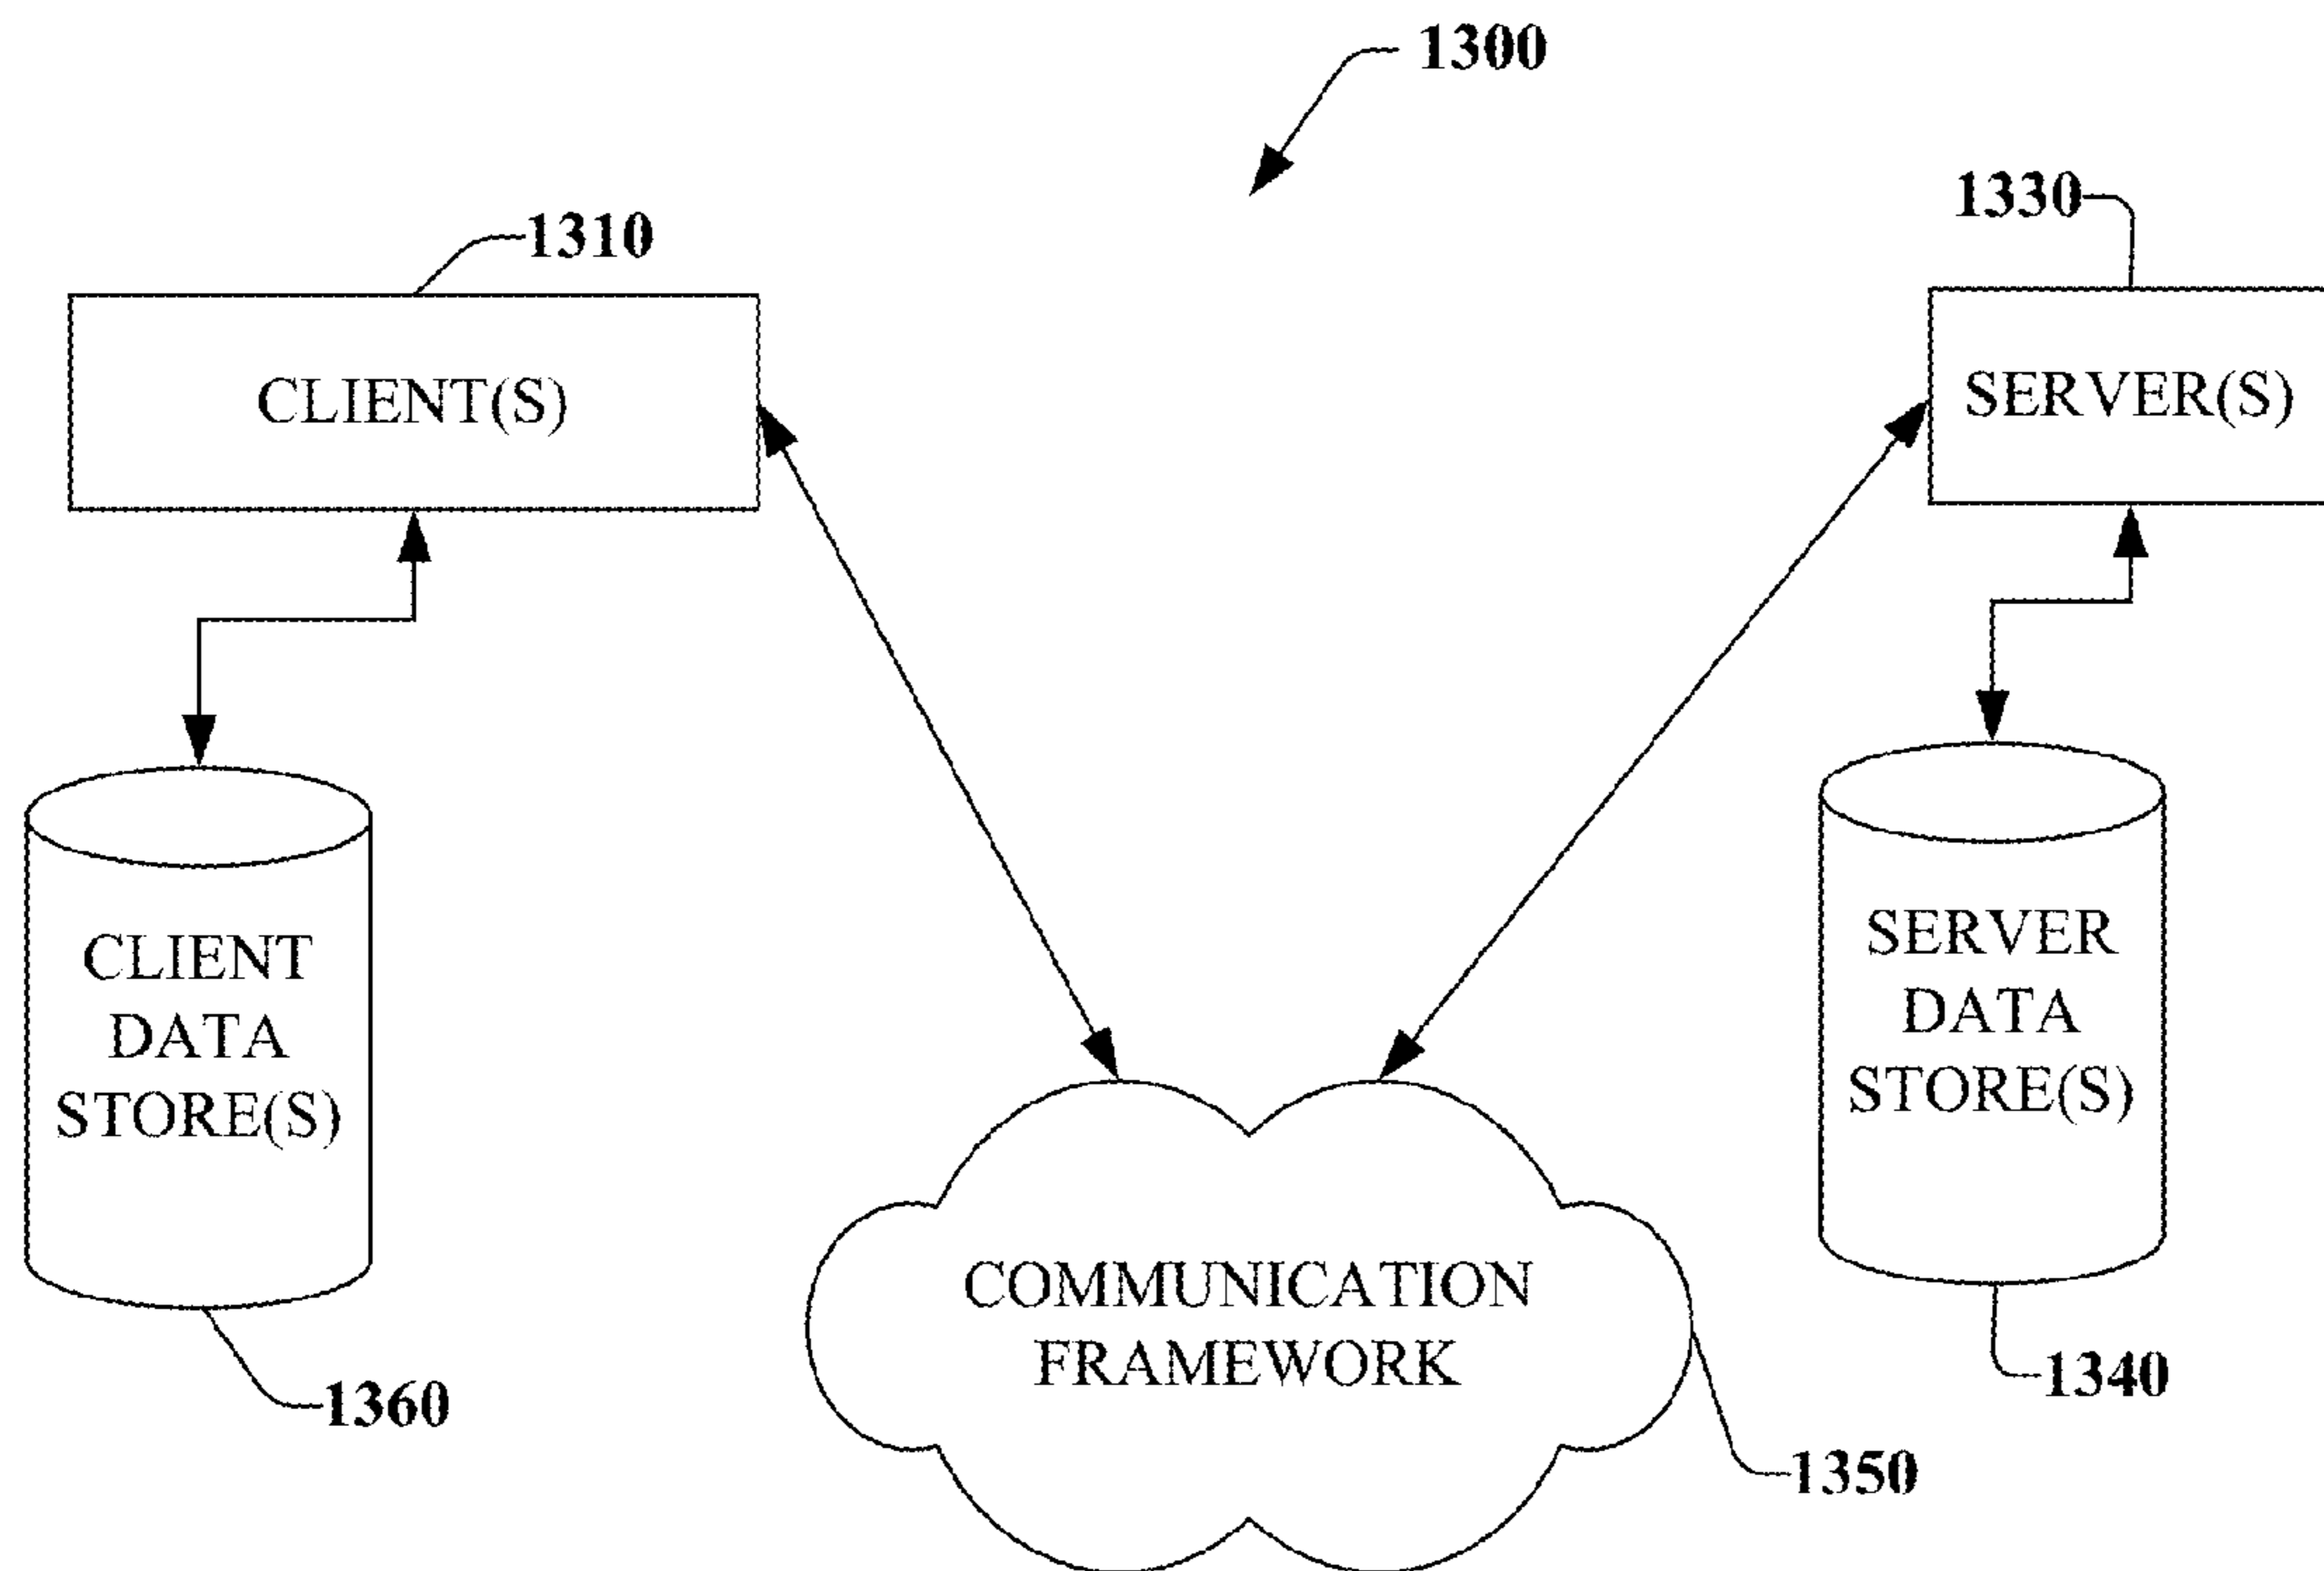 1300
1310
1330
CLIENT(S)
SERVER(S)
CLIENT
DATA
STORE(S)
SERVER
DATA
STORE(S)
COMMUNICATION
FRAMEWORK
1360
1340
1350